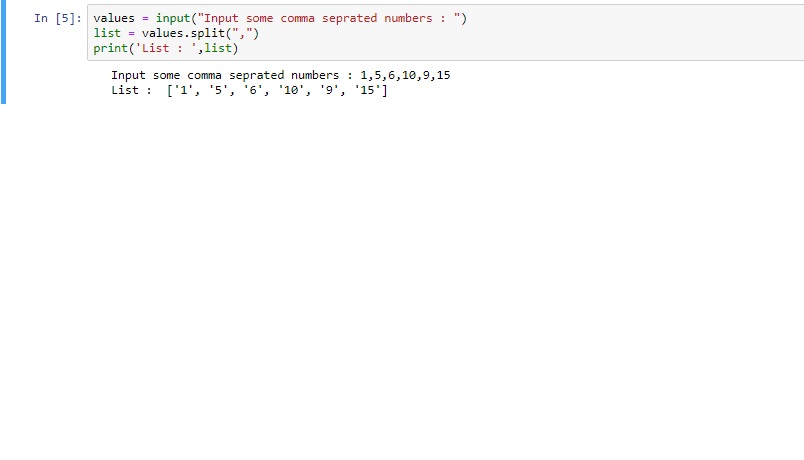 In [5]: values = input("Input some comma seprated numbers : ")
list = values.split(",")
print('List : ',list)
Input some comma seprated numbers : 1,5,6,10,9,15
List :  ['1', '5', '6', '10', '9', '15']